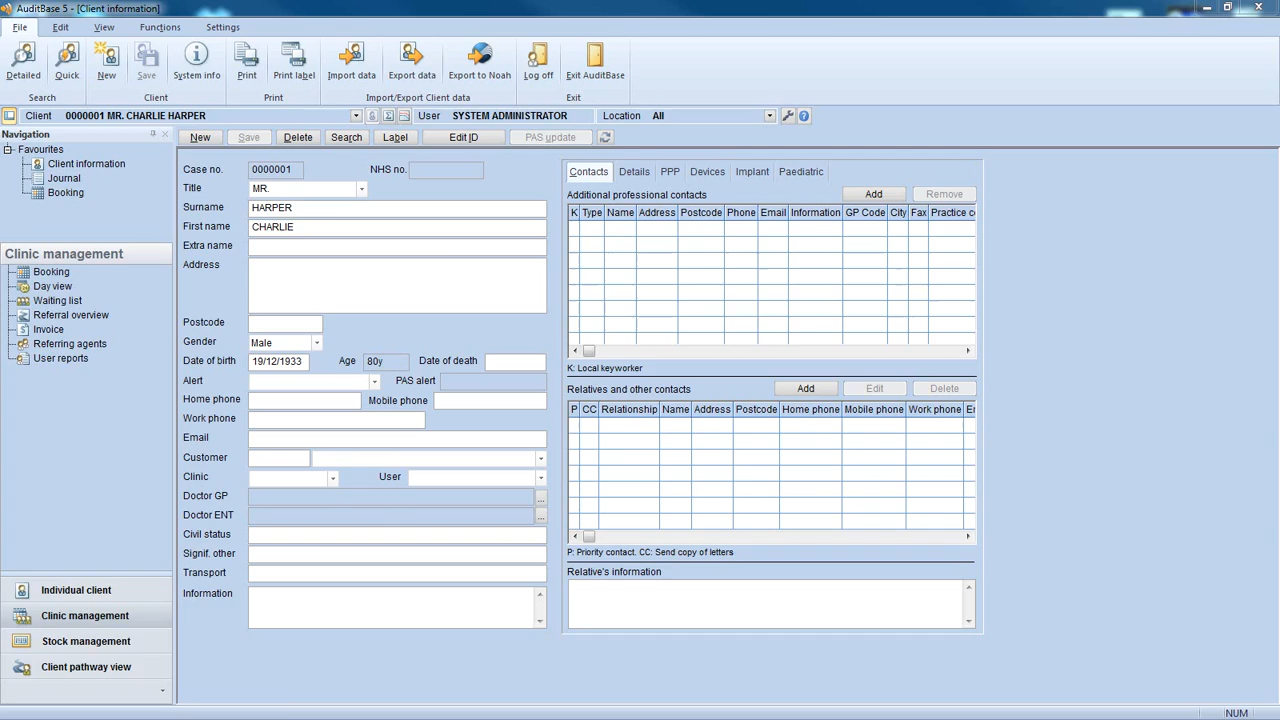 AuditBase 5 - [Client information]
File Edit View Functions Settings
Detailed Quick New Save System info Print Print label Import data Export data Export to Noah Log off Exit AuditBase
Search Client Print Import/Export Client data Exit
Client 0000001 MR. CHARLIE HARPER User SYSTEM ADMINISTRATOR Location All
Navigation
Favourites
Client information
Journal
Booking
Clinic management
Booking
Day view
Waiting list
Referral overview
Invoice
Referring agents
User reports
Individual client
Clinic management
Stock management
Client pathway view
New Save Delete Search Label Edit ID PAS update
Case no. 0000001 NHS no.
Title MR.
Surname HARPER
First name CHARLIE
Extra name
Address
Postcode
Gender Male
Date of birth 19/12/1933 Age 80y Date of death
Alert PAS alert
Home phone Mobile phone
Work phone
Email
Customer
Clinic User
Doctor GP ...
Doctor ENT ...
Civil status
Signif. other
Transport
Information
Contacts Details PPP Devices Implant Paediatric
Additional professional contacts Add Remove
K Type Name Address Postcode Phone Email Information GP Code City Fax Practice c
K: Local keyworker
Relatives and other contacts Add Edit Delete
P CC Relationship Name Address Postcode Home phone Mobile phone Work phone
P: Priority contact. CC: Send copy of letters
Relative's information
NUM